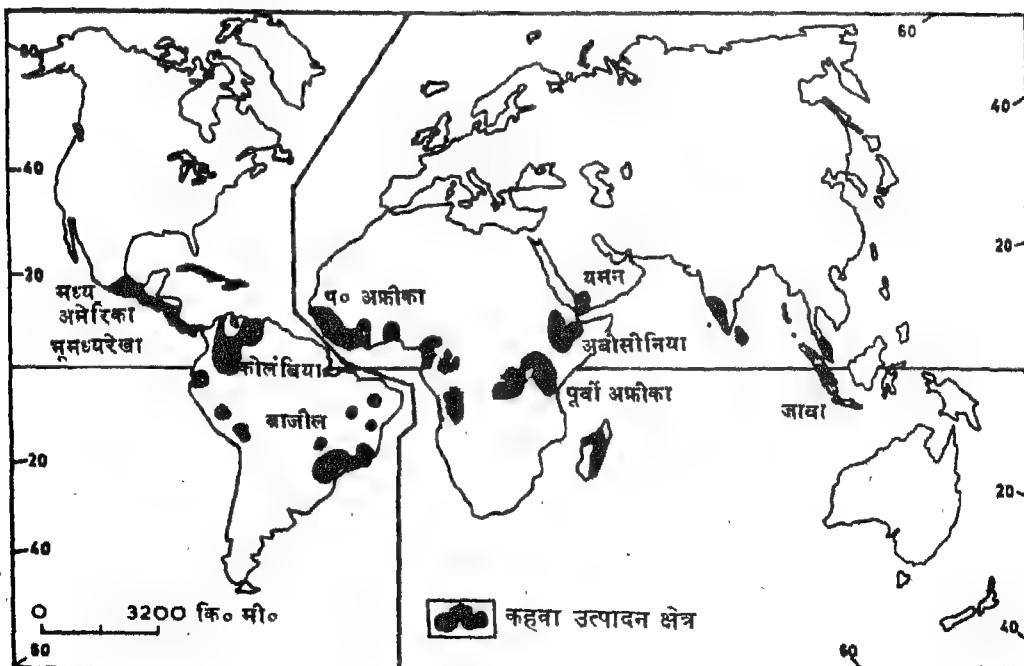 60
60
40
40
20
20
मध्य
अमेरिका
भूमध्यरेखा
प० अफ्रीका
यमन
अबीसीनिया
कोलंबिया
पूर्वी अफ्रीका
जावा
ब्राजील
20
20
40
0 3200 कि० मी०
कहवा उत्पादन क्षेत्र
40
60
60